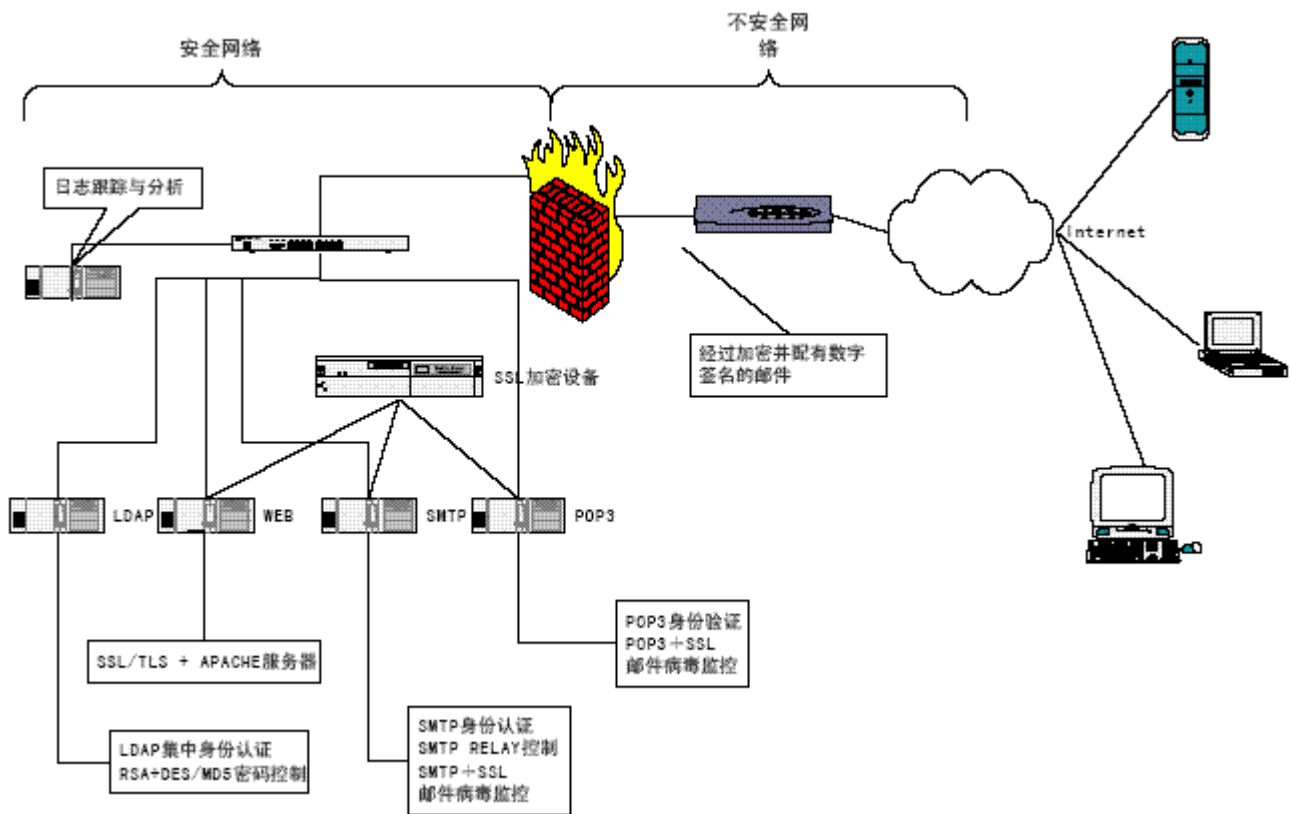 安全网络
不安全网
络
日志跟踪与分析
Internet
经过加密并配有数字
签名的邮件
SSL加密设备
LDAP
WEB
SMTP
POP3
POP3身份验证
POP3+SSL
邮件病毒监控
SSL/TLS + APACHE服务器
SMTP身份认证
SMTP RELAY控制
SMTP+SSL
邮件病毒监控
LDAP集中身份认证
RSA+DES/MD5密码控制